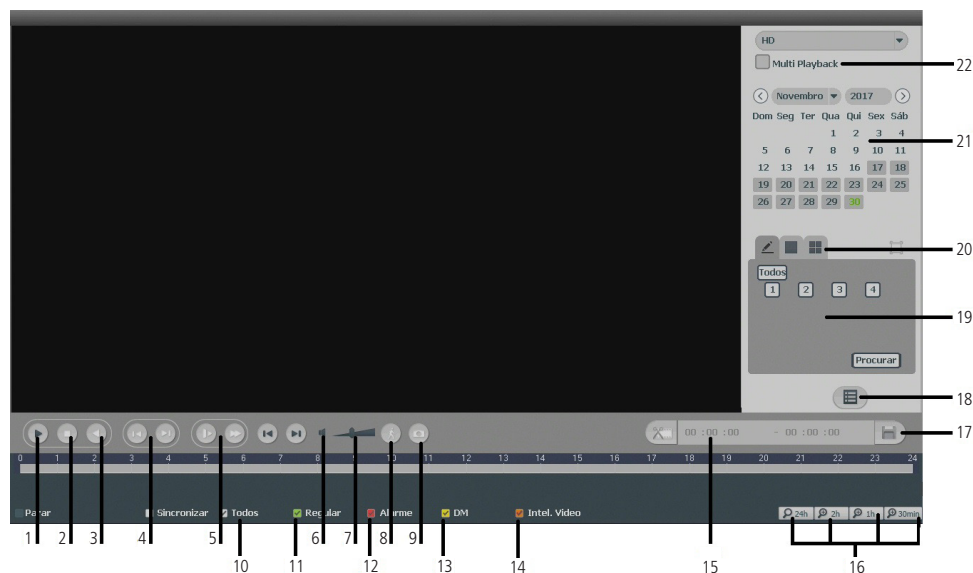 HD
Multi Playback
22
Novembro 2017
Dom Seg Ter Qua Qui Sex Sáb
1 2 3 4
21
5 6 7 8 9 10 11
12 13 14 15 16 17 18
19 20 21 22 23 24 25
26 27 28 29 30
20
Todos
1 2 3 4
19
Procurar
18
00 :00 :00 - 00 :00 :00
17
0 1 2 3 4 5 6 7 8 9 10 11 12 13 14 15 16 17 18 19 20 21 22 23 24
Parar Sincronizar Todos Regular Alarme DM Intel. Video
24h 2h 1h 30min
1 2 3 4 5 6 7 8 9
10 11 12 13 14 15 16